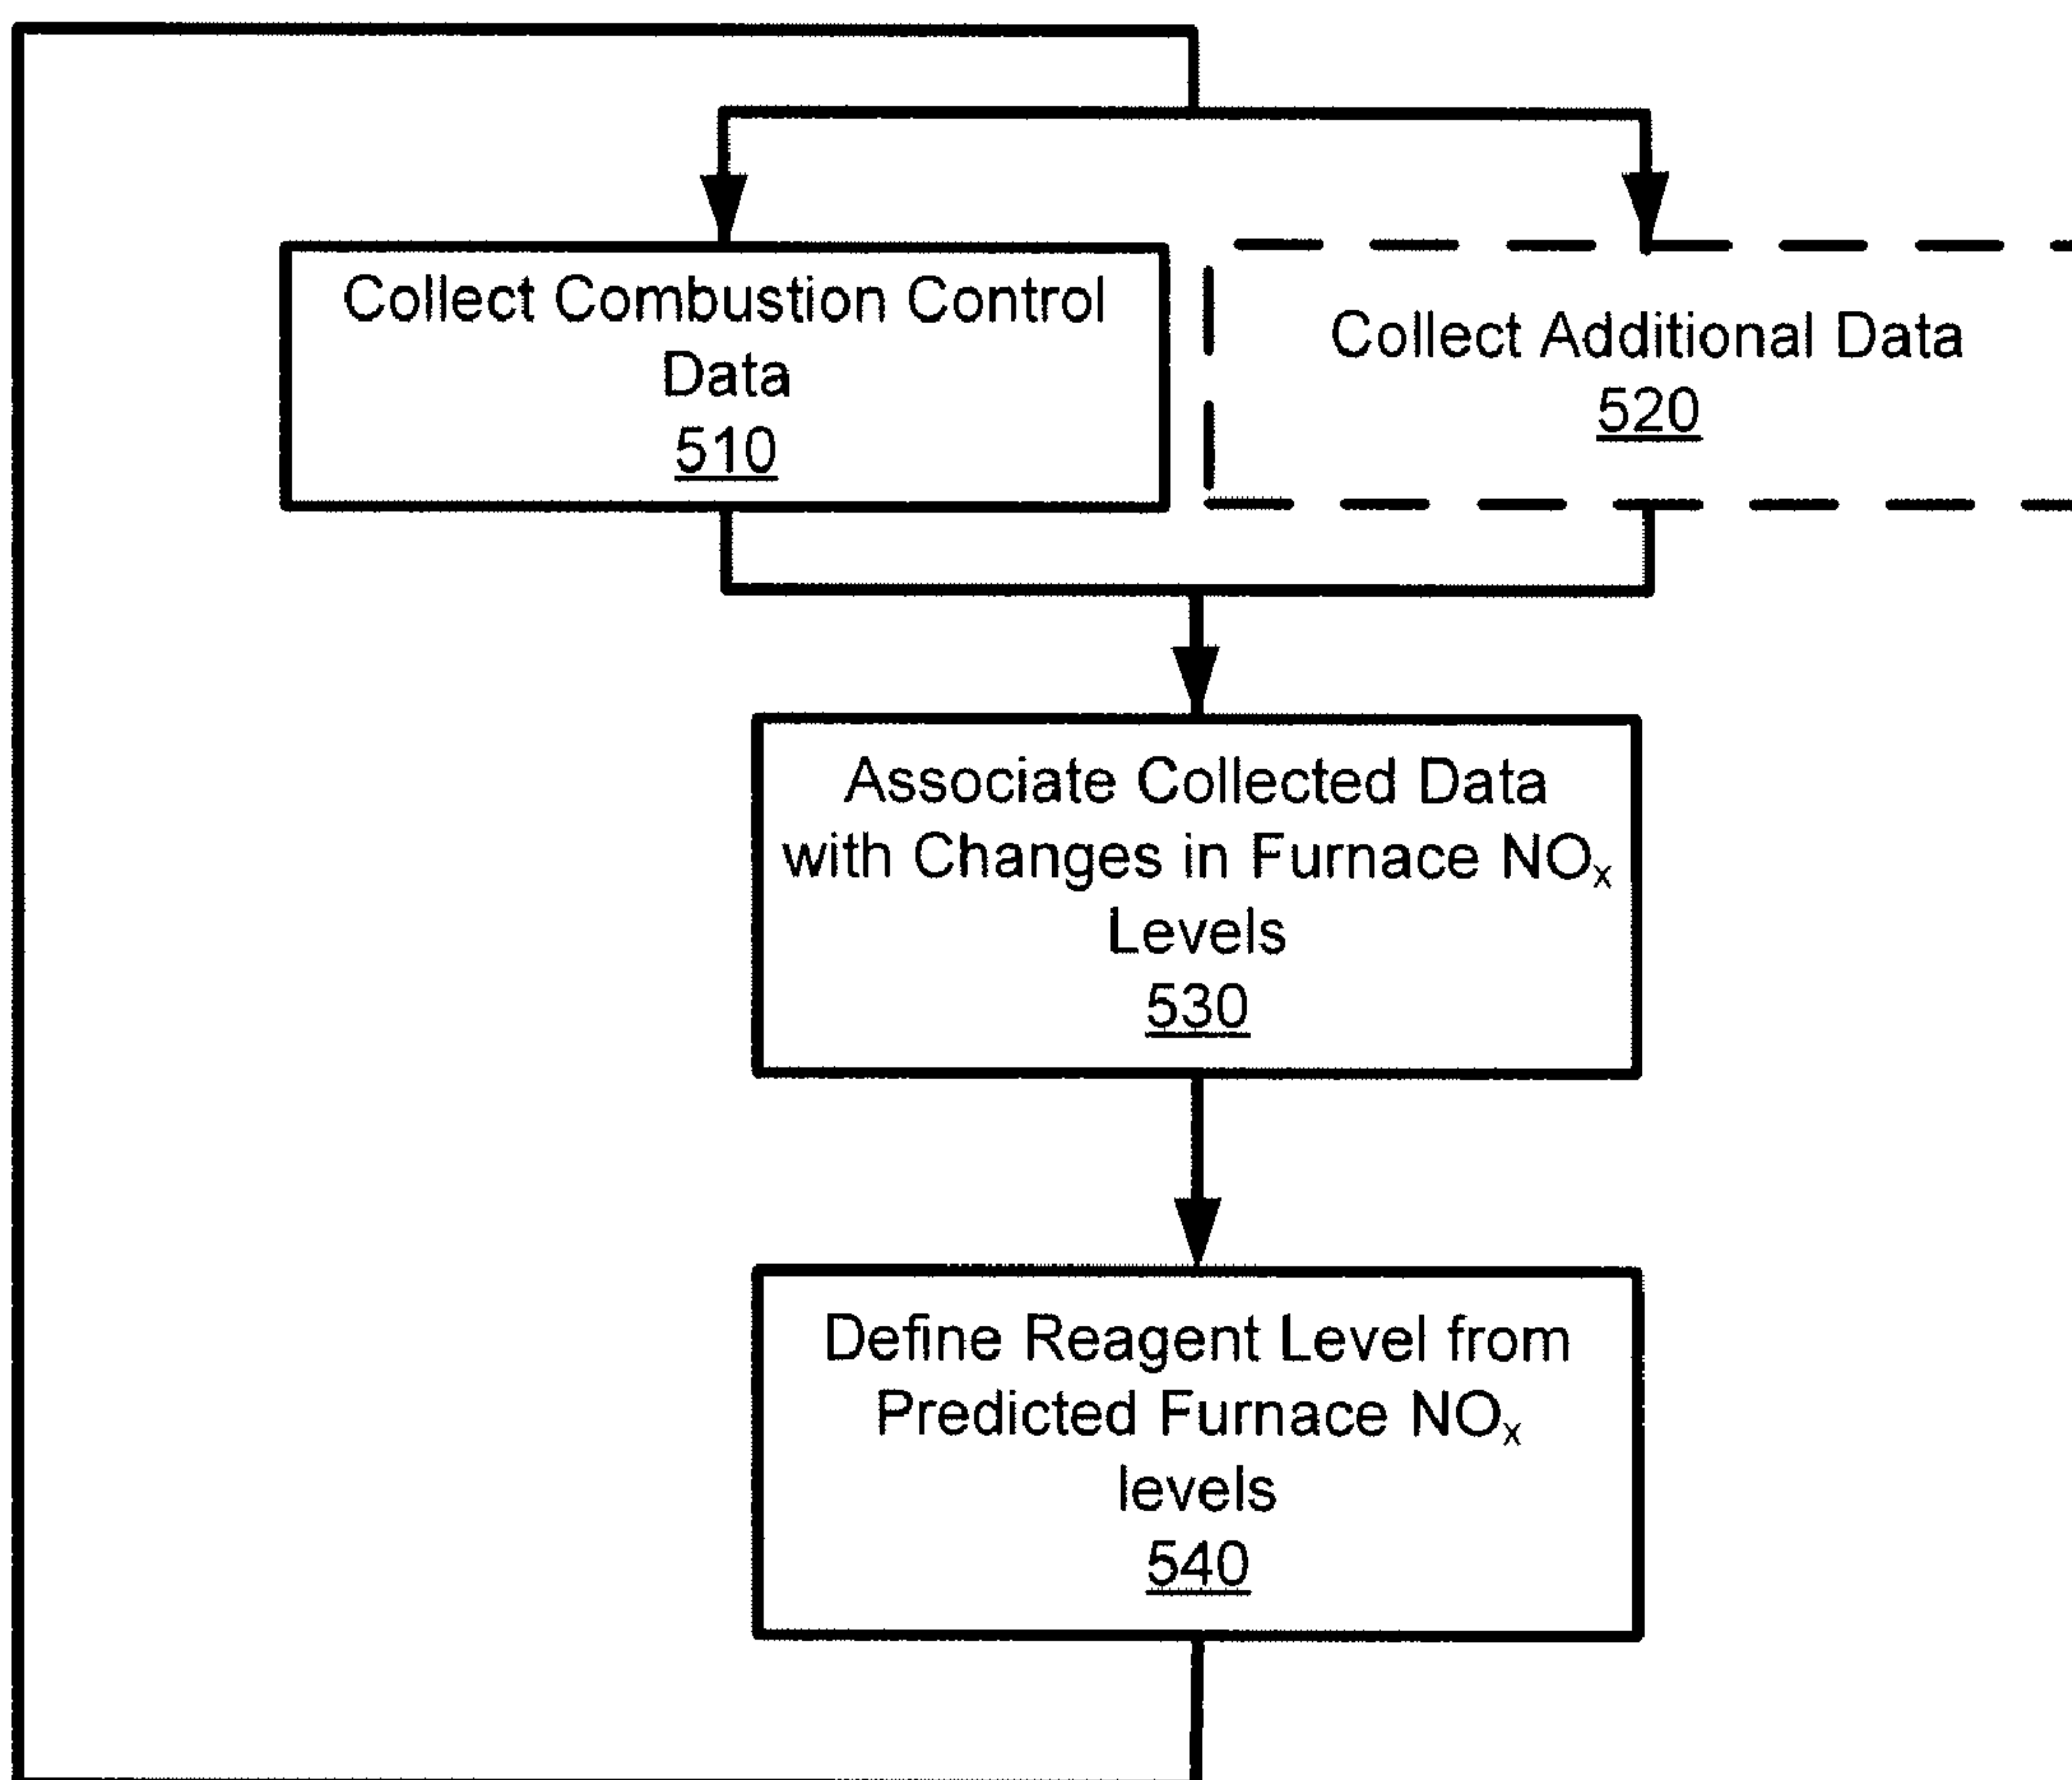 Collect Combustion Control
Data
510
Collect Additional Data
520
Associate Collected Data
with Changes in Furnace NOₓ
Levels
530
Define Reagent Level from
Predicted Furnace NOₓ
levels
540